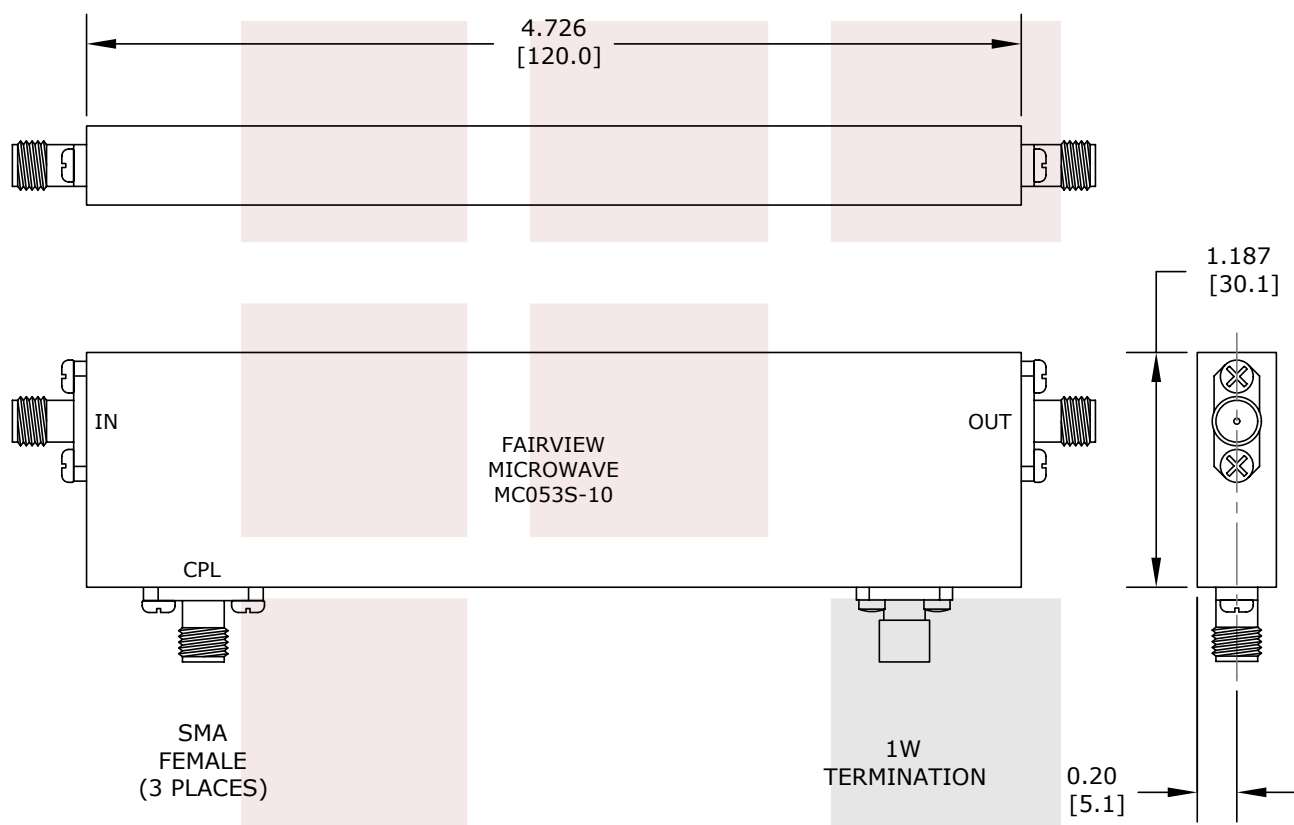 4.726
[120.0]
1.187
[30.1]
IN
OUT
FAIRVIEW
MICROWAVE
MC053S-10
CPL
SMA
FEMALE
(3 PLACES)
1W
TERMINATION
0.20
[5.1]